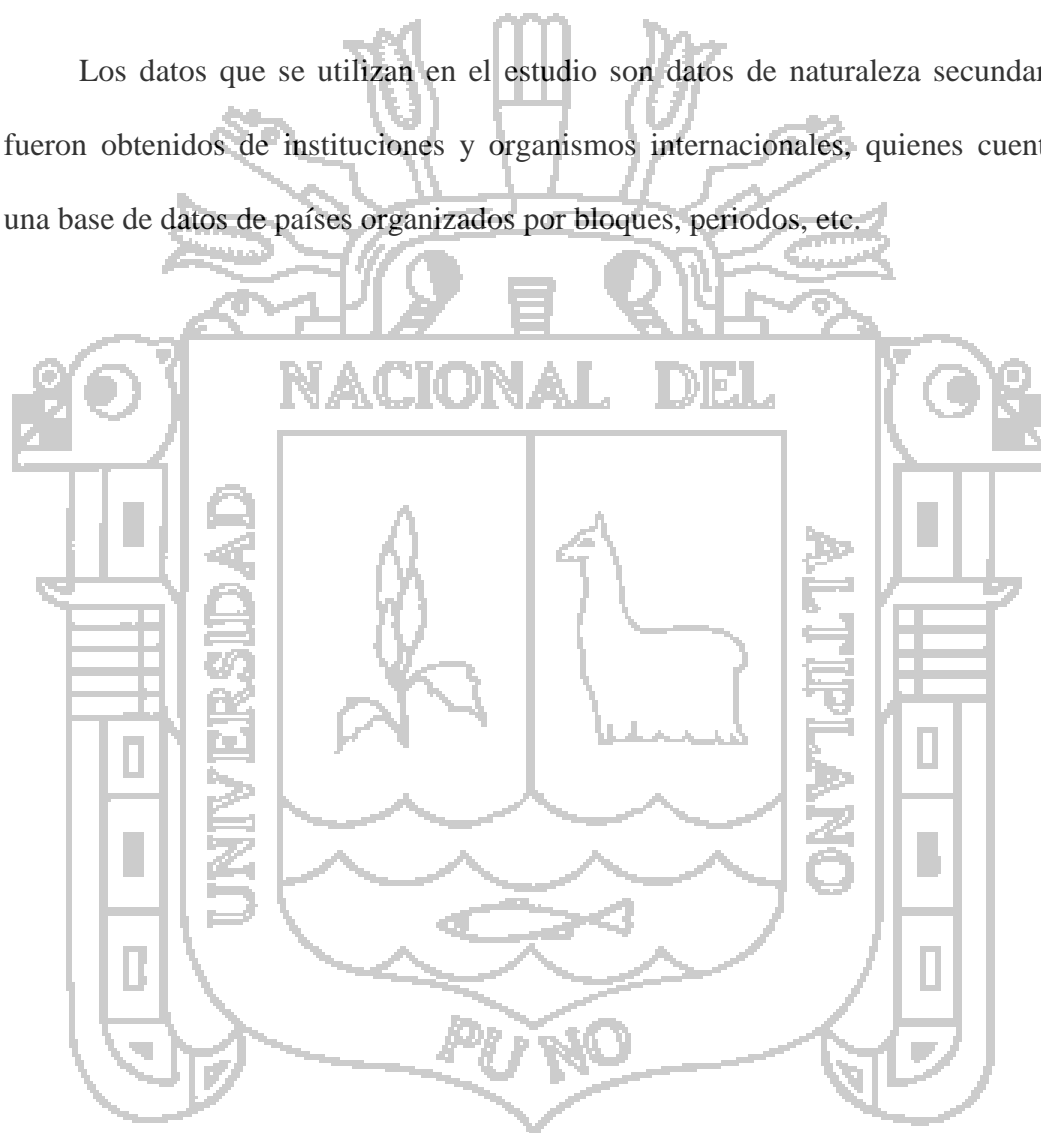 Los datos que se utilizan en el estudio son datos de naturaleza secundar
fueron obtenidos de instituciones y organismos internacionales, quienes cuent
una base de datos de países organizados por bloques, periodos, etc.
NACIONAL DEL
UNIVERSIDAD
ALTIPLANO
PUNO